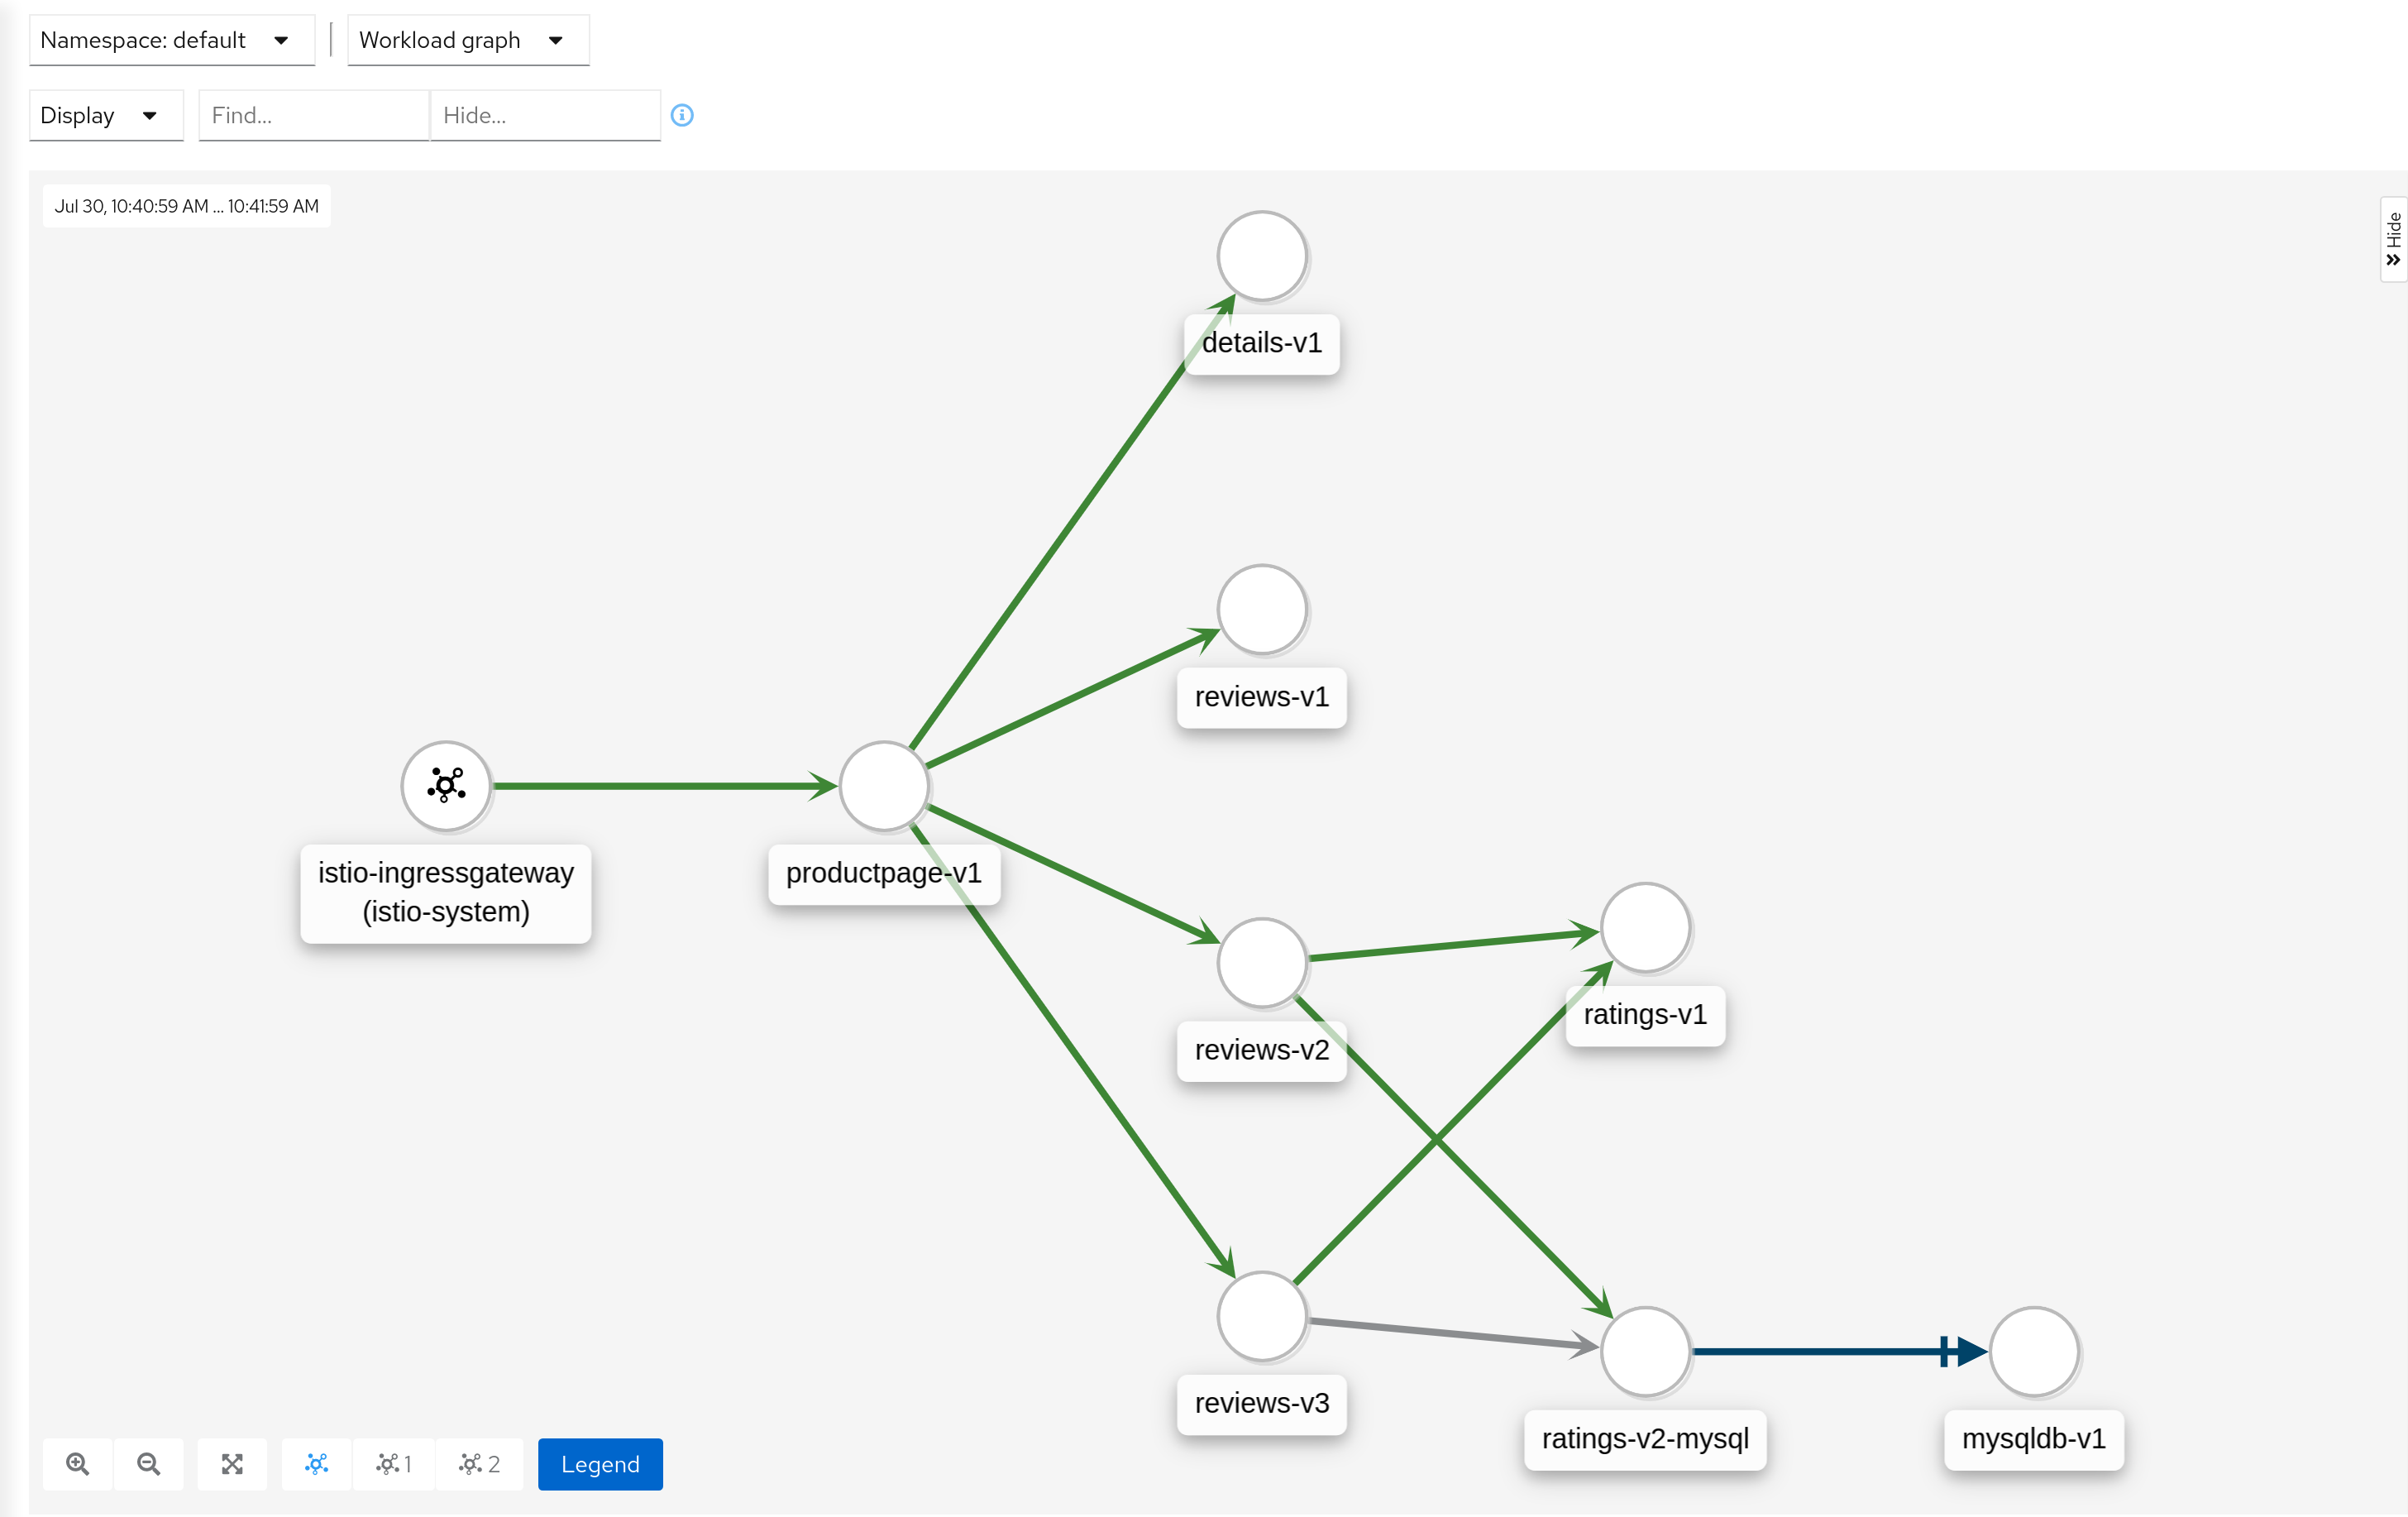 Namespace: default
Workload graph
Display
Find...
Hide...
Jul 30, 10:40:59 AM ... 10:41:59 AM
Hide
details-v1
reviews-v1
istio-ingressgateway
(istio-system)
productpage-v1
reviews-v2
ratings-v1
reviews-v3
ratings-v2-mysql
mysqldb-v1
1
2
Legend